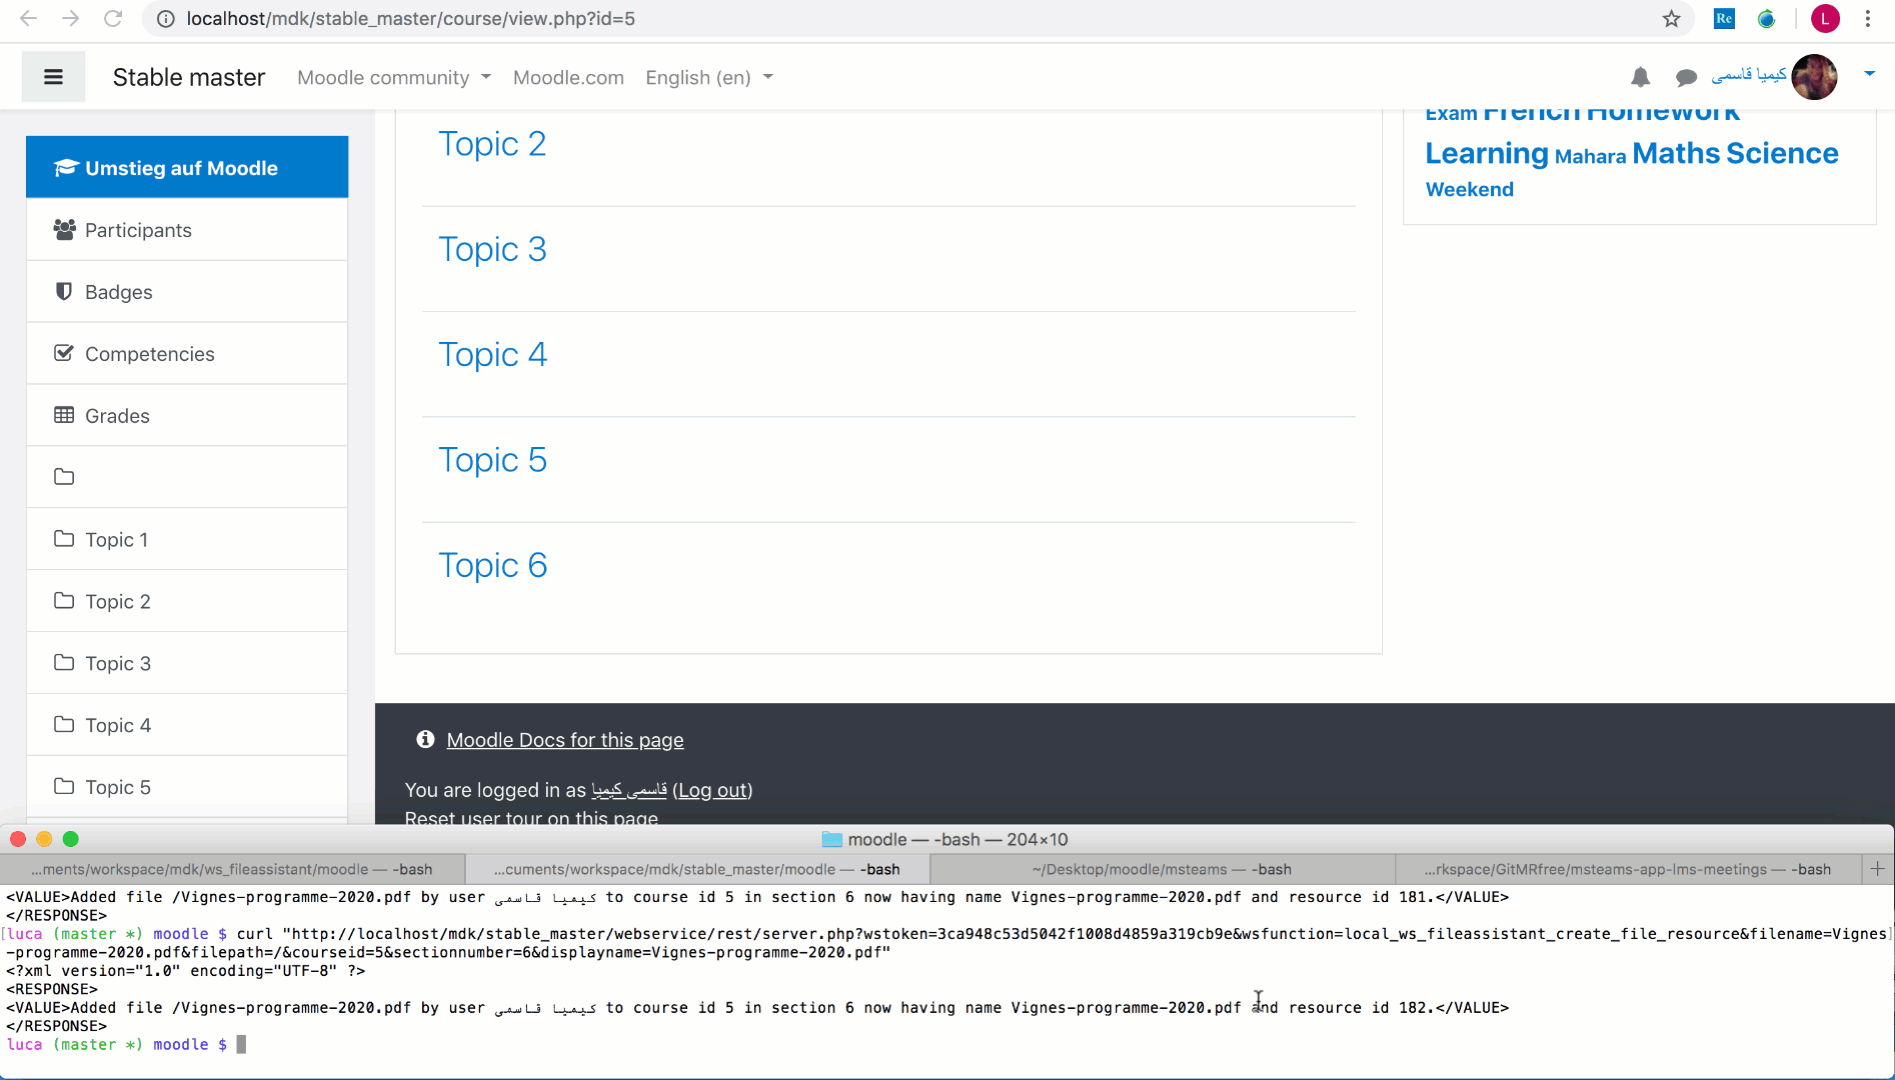 localhost/mdk/stable_master/course/view.php?id=5
Re
L
Stable master
Moodle community
Moodle.com
English (en)
کیمیا قاسمی
Umstieg auf Moodle
Participants
Badges
Competencies
Grades
Topic 1
Topic 2
Topic 3
Topic 4
Topic 5
Topic 2
Topic 3
Topic 4
Topic 5
Topic 6
Exam French Homework
Learning Mahara Maths Science
Weekend
Moodle Docs for this page
You are logged in as قاسمی کیمیا (Log out)
Reset user tour on this page
moodle — -bash — 204×10
...ments/workspace/mdk/ws_fileassistant/moodle — -bash
...cuments/workspace/mdk/stable_master/moodle — -bash
~/Desktop/moodle/msteams — -bash
...rkspace/GitMRfree/msteams-app-lms-meetings — -bash
<VALUE>Added file /Vignes-programme-2020.pdf by user کیمیا قاسمی to course id 5 in section 6 now having name Vignes-programme-2020.pdf and resource id 181.</VALUE>
</RESPONSE>
[luca (master *) moodle $ curl "http://localhost/mdk/stable_master/webservice/rest/server.php?wstoken=3ca948c53d5042f1008d4859a319cb9e&wsfunction=local_ws_fileassistant_create_file_resource&filename=Vignes]
-programme-2020.pdf&filepath=/&courseid=5&sectionnumber=6&displayname=Vignes-programme-2020.pdf"
<?xml version="1.0" encoding="UTF-8" ?>
<RESPONSE>
<VALUE>Added file /Vignes-programme-2020.pdf by user کیمیا قاسمی to course id 5 in section 6 now having name Vignes-programme-2020.pdf and resource id 182.</VALUE>
</RESPONSE>
luca (master *) moodle $